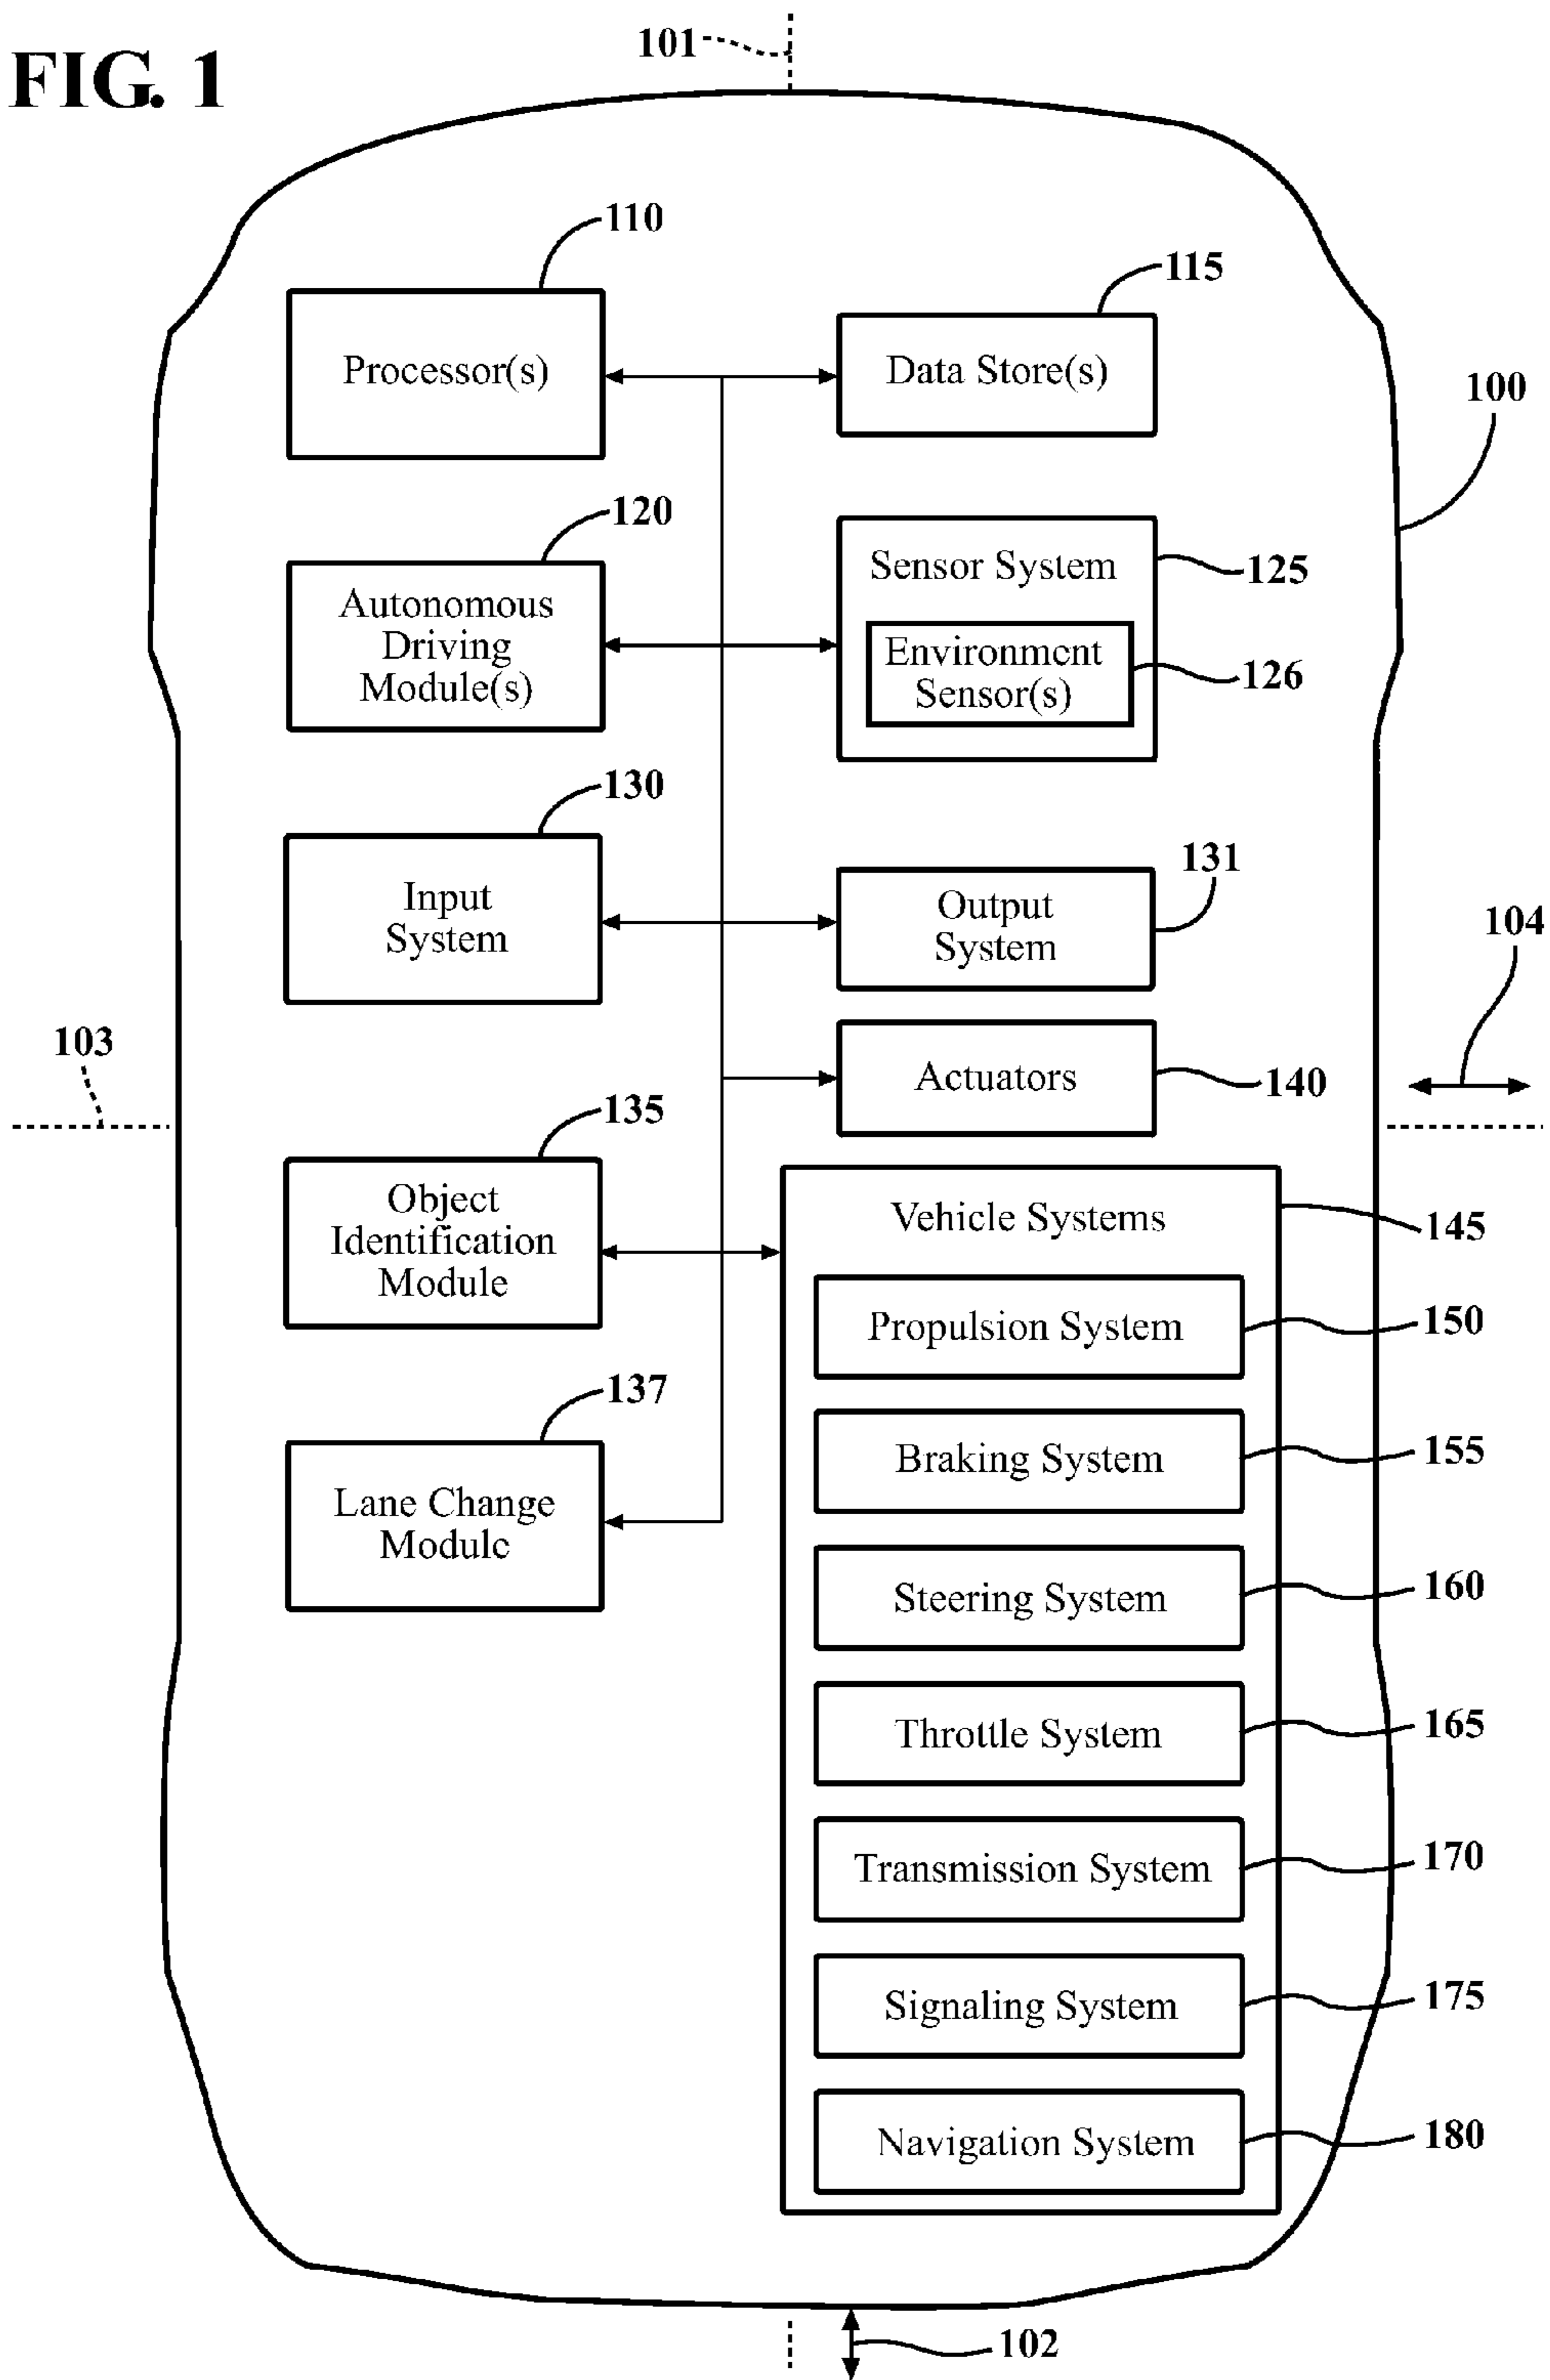 FIG. 1
101
110
115
Processor(s)
Data Store(s)
100
120
Autonomous
Driving
Module(s)
Sensor System
125
Environment
Sensor(s)
126
130
Input
System
131
Output
System
104
103
Actuators
140
135
Object
Identification
Module
Vehicle Systems
145
Propulsion System
150
137
Lane Change
Module
Braking System
155
Steering System
160
Throttle System
165
Transmission System
170
Signaling System
175
Navigation System
180
102